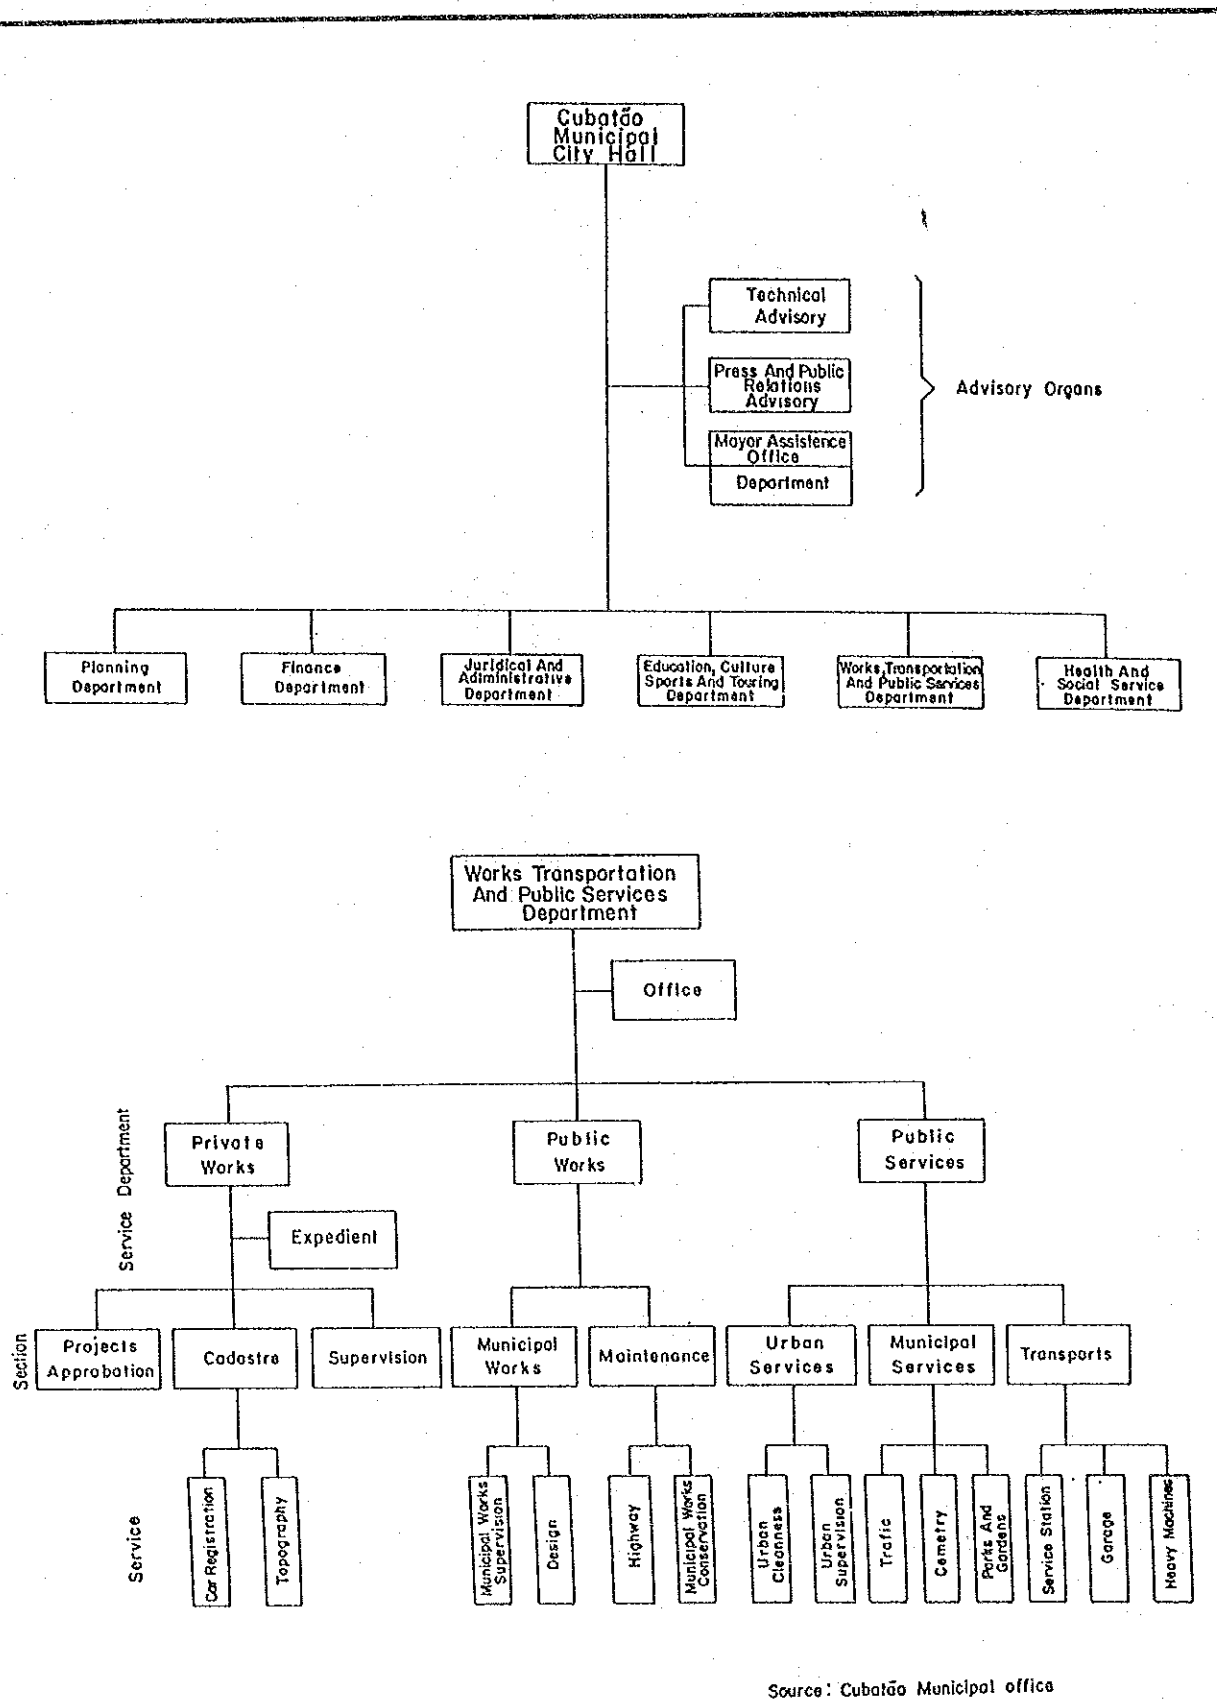 Cubatão
Municipal
City Hall
Technical
Advisory
Press And Public
Relations
Advisory
Mayor Assistence
Office
Department
Advisory Organs
Planning
Department
Finance
Department
Juridical And
Adiministrative
Department
Education, Culture
Sports And Touring
Department
Works, Transportation
And Public Services
Department
Health And
Social Service
Department
Works Transportation
And Public Services
Department
Office
Service Department
Private
Works
Public
Works
Public
Services
Expedient
Section
Projects
Approbation
Cadastre
Supervision
Municipal
Works
Maintenance
Urban
Services
Municipal
Services
Transports
Service
Car Registration
Topography
Municipal Works
Supervision
Design
Highway
Municipal Works
Conservation
Urban
Cleanness
Urban
Supervision
Trafic
Cemetry
Parks And
Gardens
Service Station
Garage
Heavy Machines
Source: Cubatão Municipal office